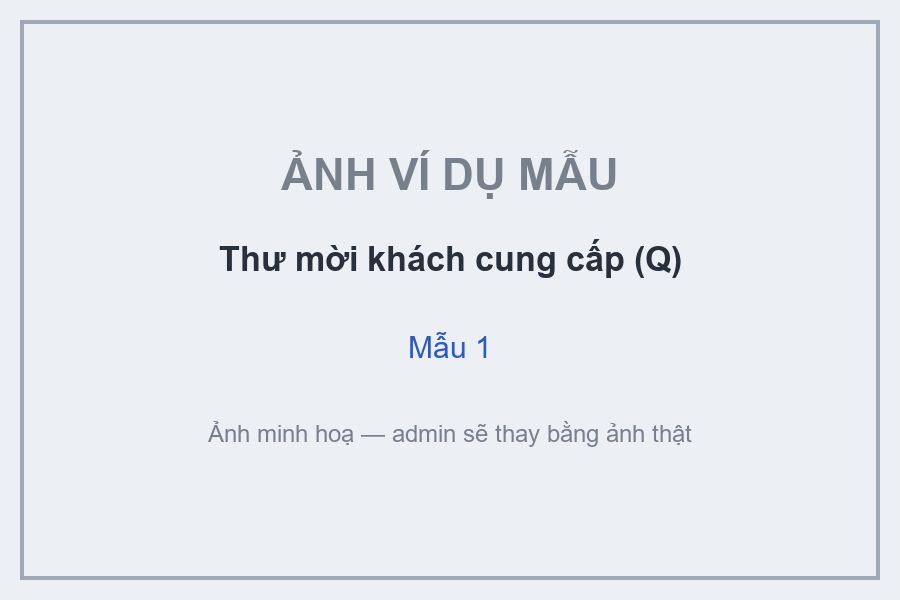 ẢNH VÍ DỤ MẪU
Thư mời khách cung cấp (Q)
Mẫu 1
Ảnh minh hoạ — admin sẽ thay bằng ảnh thật